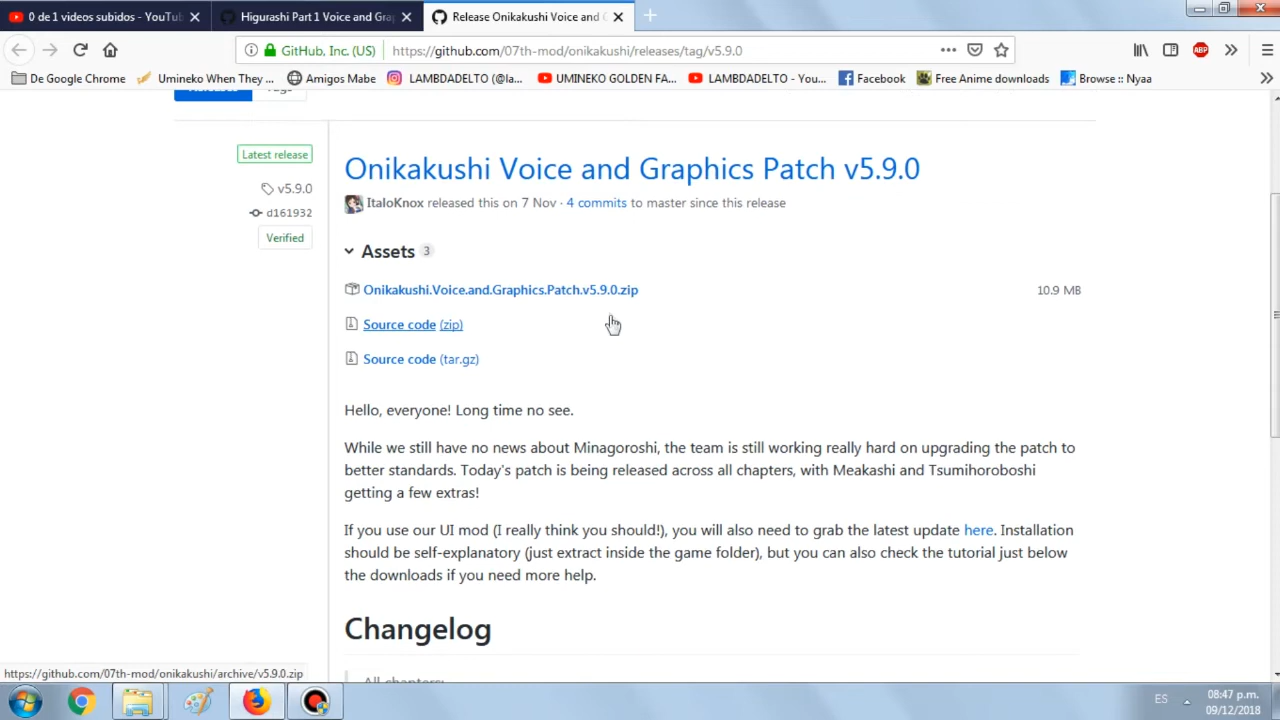 0 de 1 videos subidos - YouTu
Higurashi Part 1 Voice and Gra
Release Onikakushi Voice and G
GitHub, Inc. (US)
https://github.com/07th-mod/onikakushi/releases/tag/v5.9.0
ABP
De Google Chrome
Umineko When They ...
Amigos Mabe
LAMBDADELTO (@la...
UMINEKO GOLDEN FA...
LAMBDADELTO - You...
Facebook
Free Anime downloads
Browse :: Nyaa
Releases
Tags
Latest release
v5.9.0
d161932
Verified
Onikakushi Voice and Graphics Patch v5.9.0
ItaloKnox released this on 7 Nov · 4 commits to master since this release
Assets 3
Onikakushi.Voice.and.Graphics.Patch.v5.9.0.zip
10.9 MB
Source code (zip)
Source code (tar.gz)
Hello, everyone! Long time no see.
While we still have no news about Minagoroshi, the team is still working really hard on upgrading the patch to
better standards. Today's patch is being released across all chapters, with Meakashi and Tsumihoroboshi
getting a few extras!
If you use our UI mod (I really think you should!), you will also need to grab the latest update here. Installation
should be self-explanatory (just extract inside the game folder), but you can also check the tutorial just below
the downloads if you need more help.
Changelog
All chapters:
https://github.com/07th-mod/onikakushi/archive/v5.9.0.zip
ES
08:47 p.m.
09/12/2018